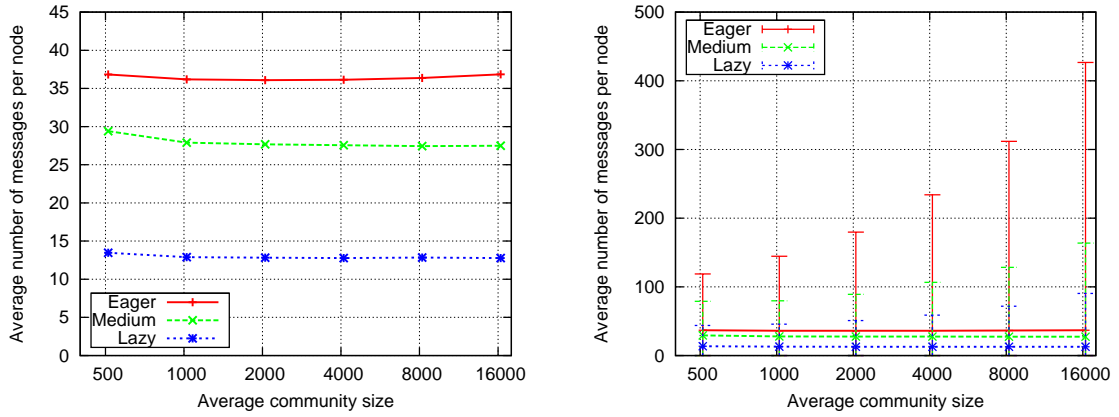 Average number of messages per node
45
40
35
30
25
20
15
10
5
0
Eager
Medium
Lazy
500 1000 2000 4000 8000 16000
Average community size
Average number of messages per node
500
400
300
200
100
0
Eager
Medium
Lazy
500 1000 2000 4000 8000 16000
Average community size